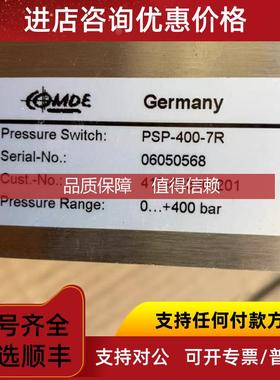 进店咨询有优惠
COMDE Germany
Pressure Switch: PSP-400-7R
Serial-No.: 06050568
品质保障 值得信赖
Cust.-No.:
Pressure Range: 0...+400 bar
号齐全
支持任何付款方
选顺丰
支持对公 可开专票/普票